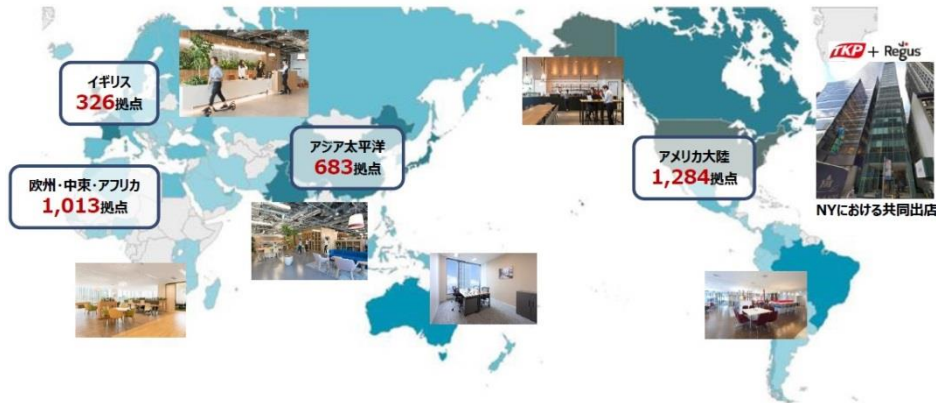 TKP + Regus
イギリス
326拠点
アジア太平洋
683拠点
アメリカ大陸
1,284拠点
欧州・中東・アフリカ
1,013拠点
NYにおける共同出店